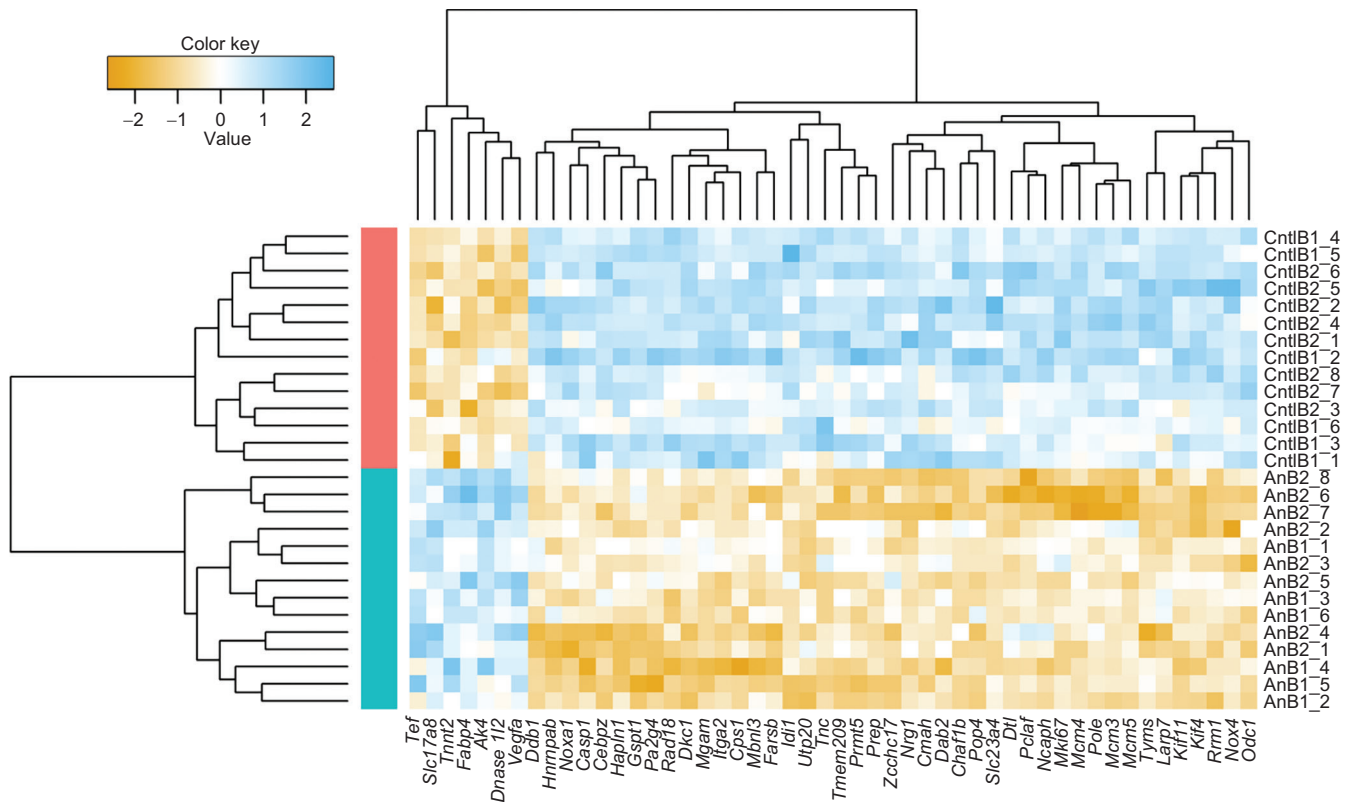 Color key
−2 −1 0 1 2
Value
CntlB1_4
CntlB1_5
CntlB2_6
CntlB2_5
CntlB2_2
CntlB2_4
CntlB2_1
CntlB1_2
CntlB2_8
CntlB2_7
CntlB2_3
CntlB1_6
CntlB1_3
CntlB1_1
AnB2_8
AnB2_6
AnB2_7
AnB2_2
AnB1_1
AnB2_3
AnB2_5
AnB1_3
AnB1_6
AnB2_4
AnB2_1
AnB1_4
AnB1_5
AnB1_2
Tef
Slc17a8
Tnnt2
Fabp4
Ak4
Dnase 1l2
Vegfa
Ddb1
Hnrnpab
Noxa1
Casp1
Cebpz
Hapln1
Gspt1
Pa2g4
Rad18
Dkc1
Mgam
Itga2
Cps1
Mbnl3
Farsb
Idi1
Utp20
Tnc
Tmem209
Prmt5
Prep
Zcchc17
Nrg1
Cmah
Dab2
Chaf1b
Pop4
Slc23a4
Dtl
Pclaf
Ncaph
Mki67
Mcm4
Pole
Mcm3
Mcm5
Tyms
Larp7
Kif11
Kif4
Rrm1
Nox4
Odc1